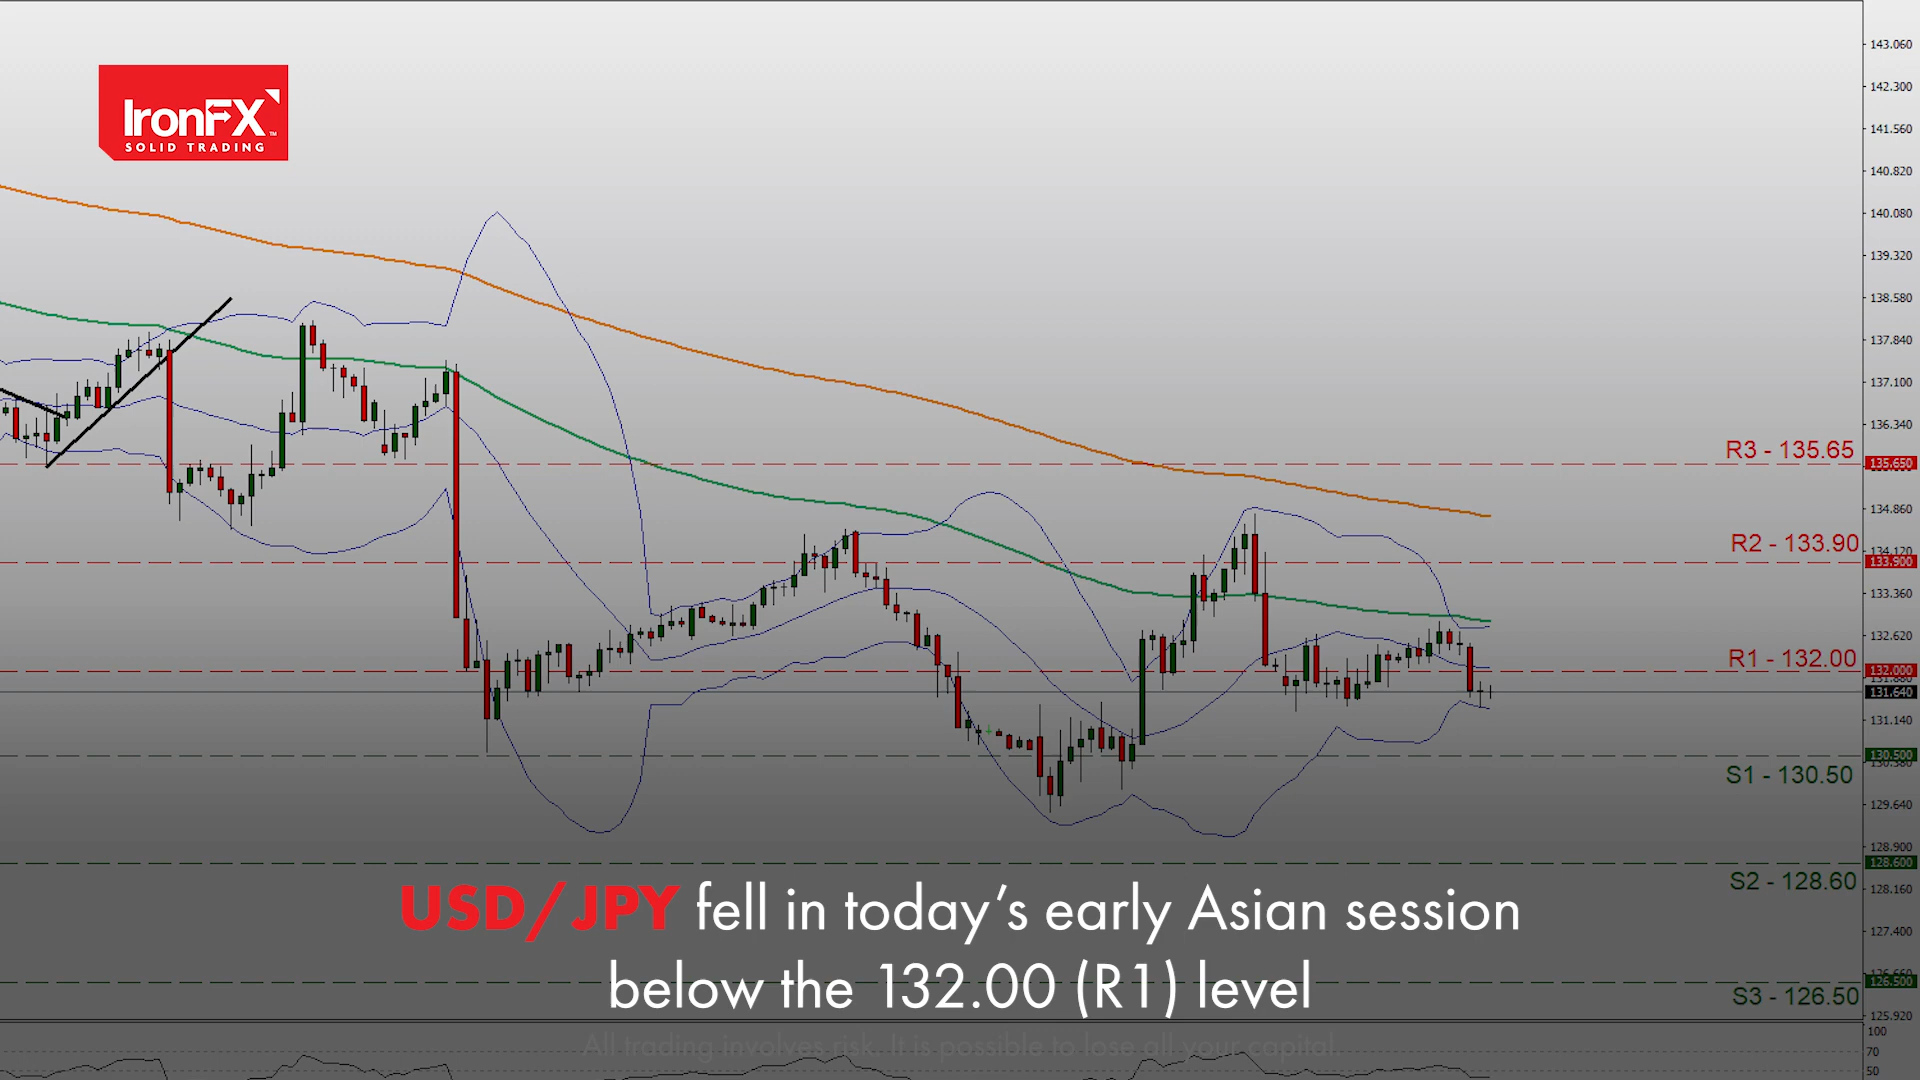 IronFX™
SOLID TRADING
143.060
142.300
141.560
140.820
140.080
139.320
138.580
137.840
137.100
136.340
R3 - 135.65
135.650
134.860
R2 - 133.90
134.120
133.900
133.360
132.620
R1 - 132.00
132.000
131.640
131.140
130.500
S1 - 130.50
129.640
128.900
128.600
S2 - 128.60
128.160
USD/JPY fell in today’s early Asian session
127.400
below the 132.00 (R1) level
126.500
S3 - 126.50
125.920
All trading involves risk. It is possible to lose all your capital.
100
70
50